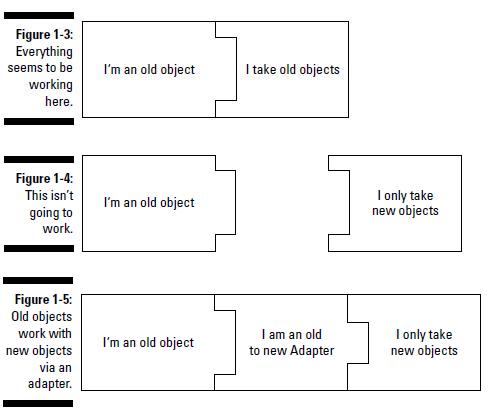 Figure 1-3:
Everything
seems to be
working
here.
I'm an old object
I take old objects
Figure 1-4:
This isn't
going to
work.
I'm an old object
I only take
new objects
Figure 1-5:
Old objects
work with
new objects
via an
adapter.
I'm an old object
I am an old
to new Adapter
I only take
new objects